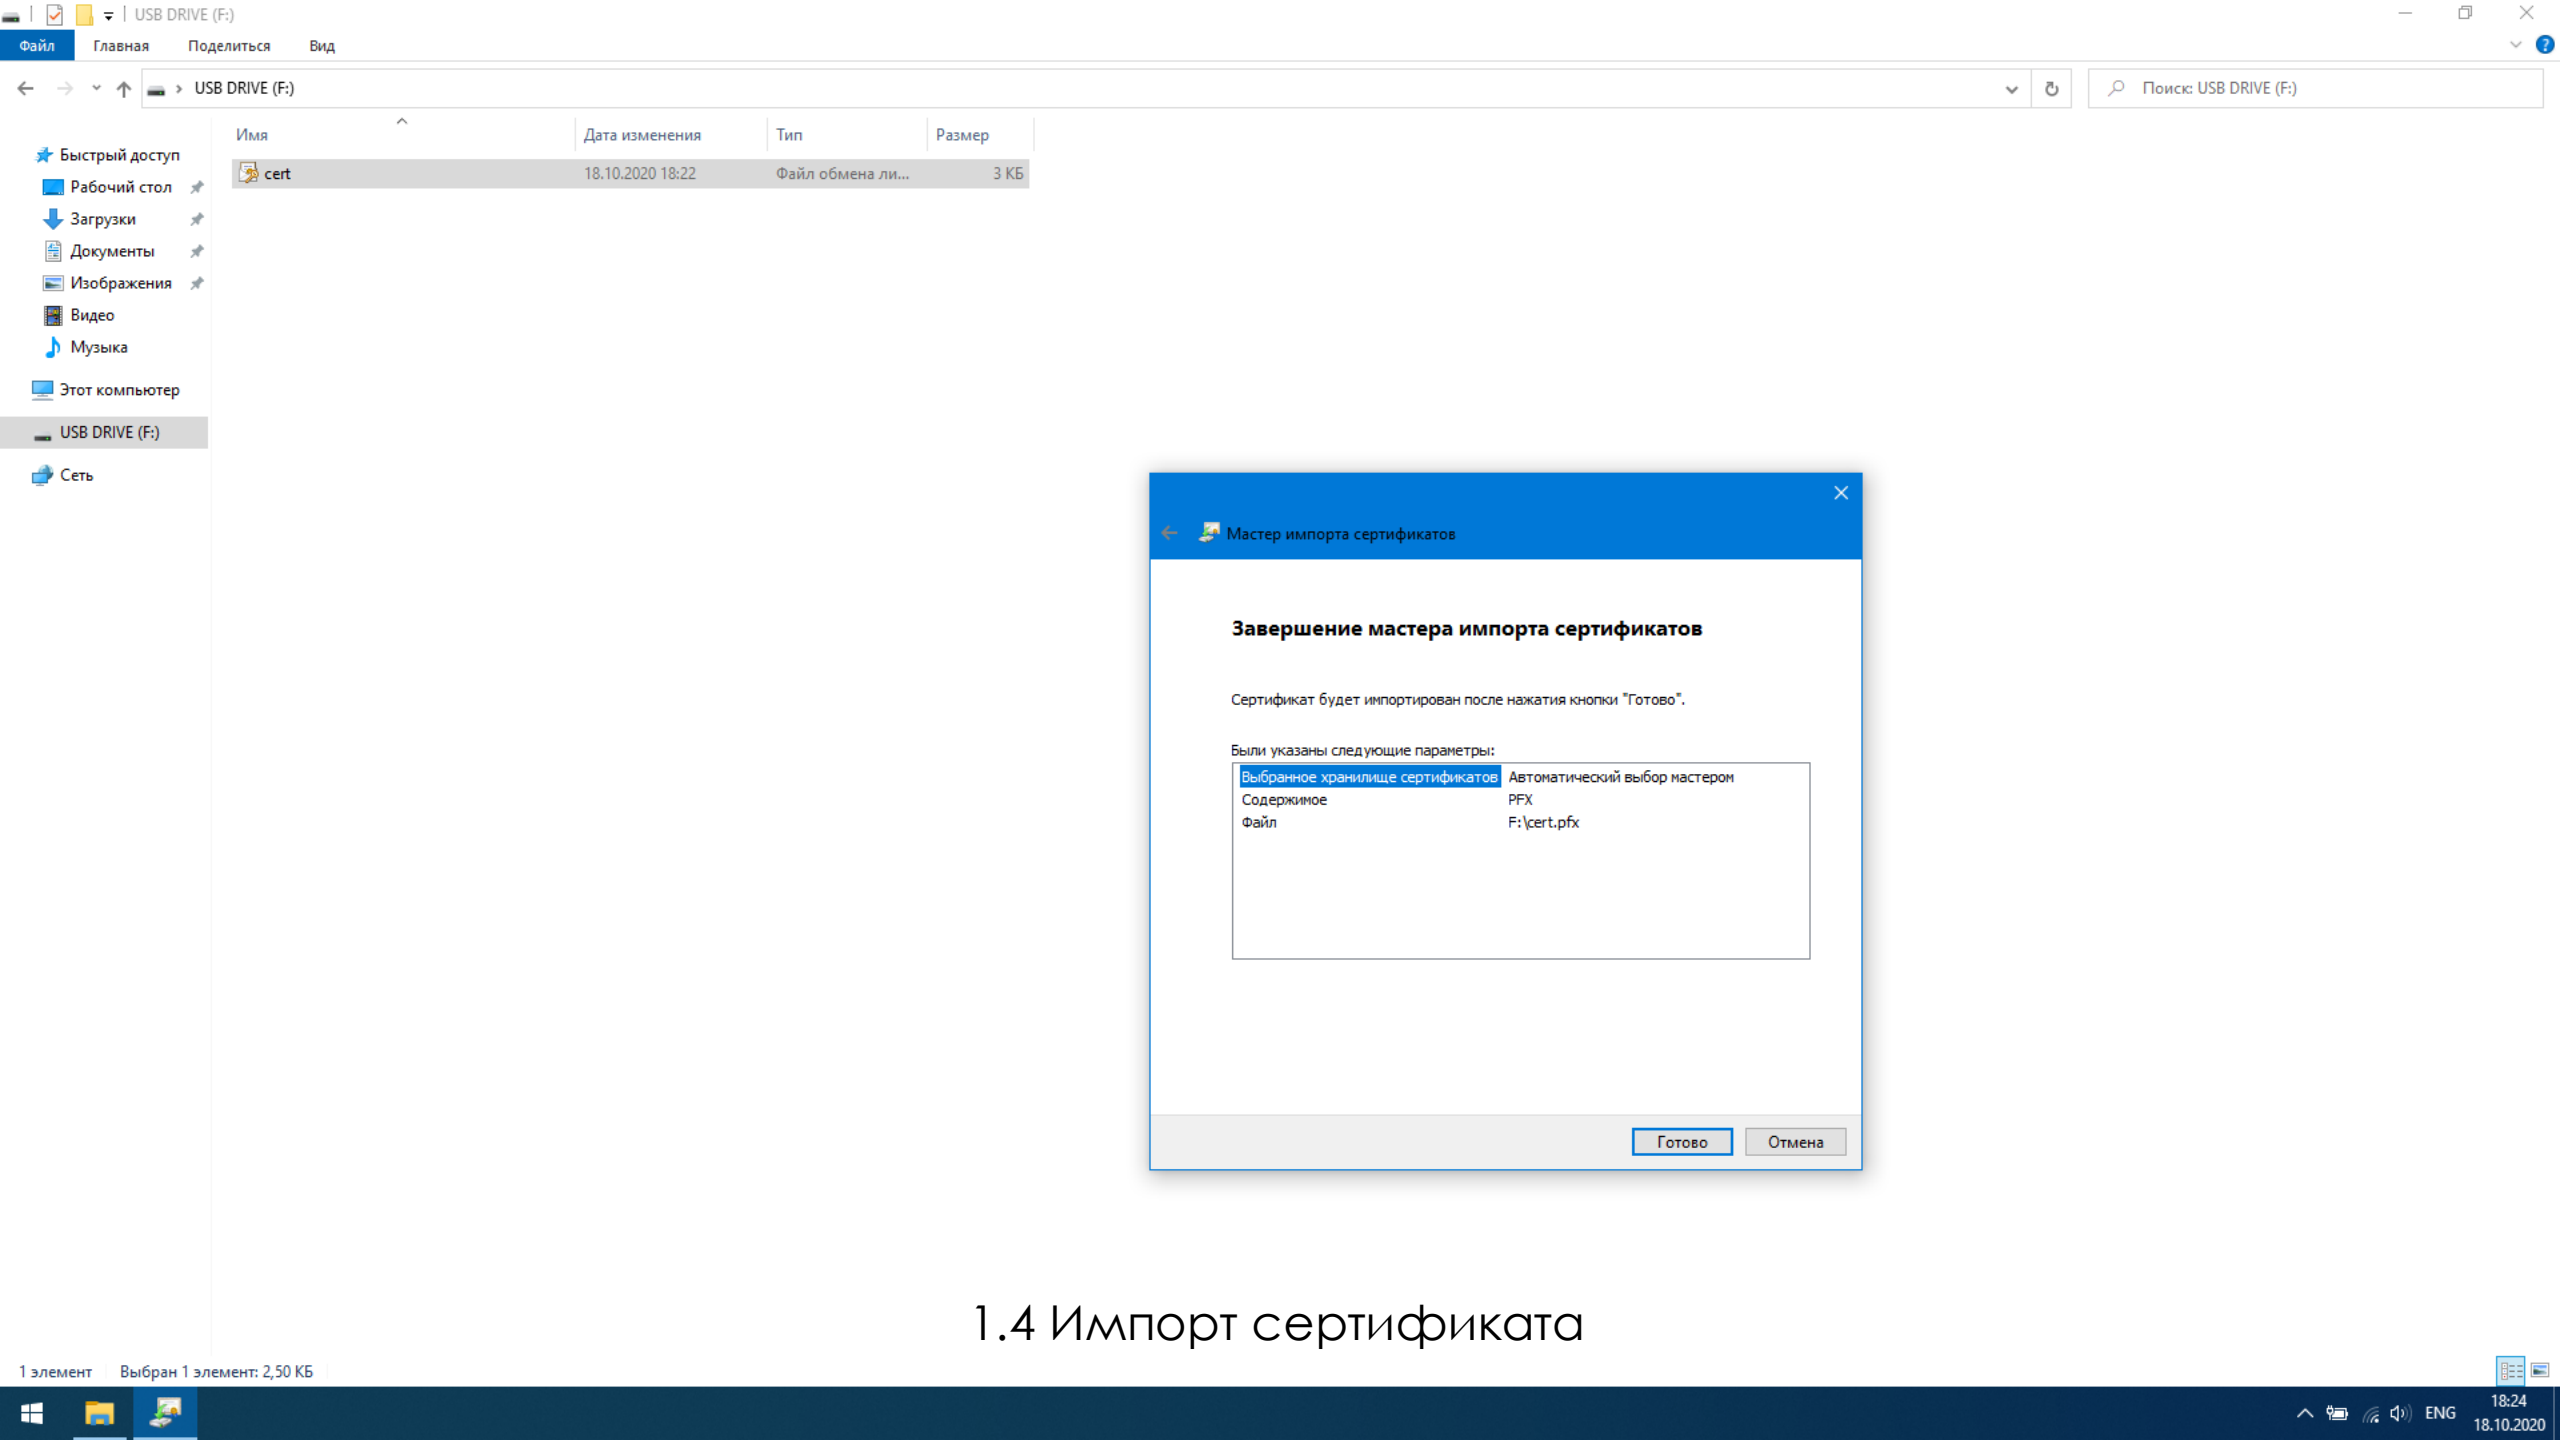 USB DRIVE (F:)
Файл Главная Поделиться Вид
USB DRIVE (F:) Поиск: USB DRIVE (F:)
Имя Дата изменения Тип Размер
cert 18.10.2020 18:22 Файл обмена ли... 3 КБ
Быстрый доступ
Рабочий стол
Загрузки
Документы
Изображения
Видео
Музыка
Этот компьютер
USB DRIVE (F:)
Сеть
Мастер импорта сертификатов
Завершение мастера импорта сертификатов
Сертификат будет импортирован после нажатия кнопки "Готово".
Были указаны следующие параметры:
Выбранное хранилище сертификатов Автоматический выбор мастером
Содержимое PFX
Файл F:\cert.pfx
Готово Отмена
1.4 Импорт сертификата
1 элемент Выбран 1 элемент: 2,50 КБ
ENG 18:24
18.10.2020